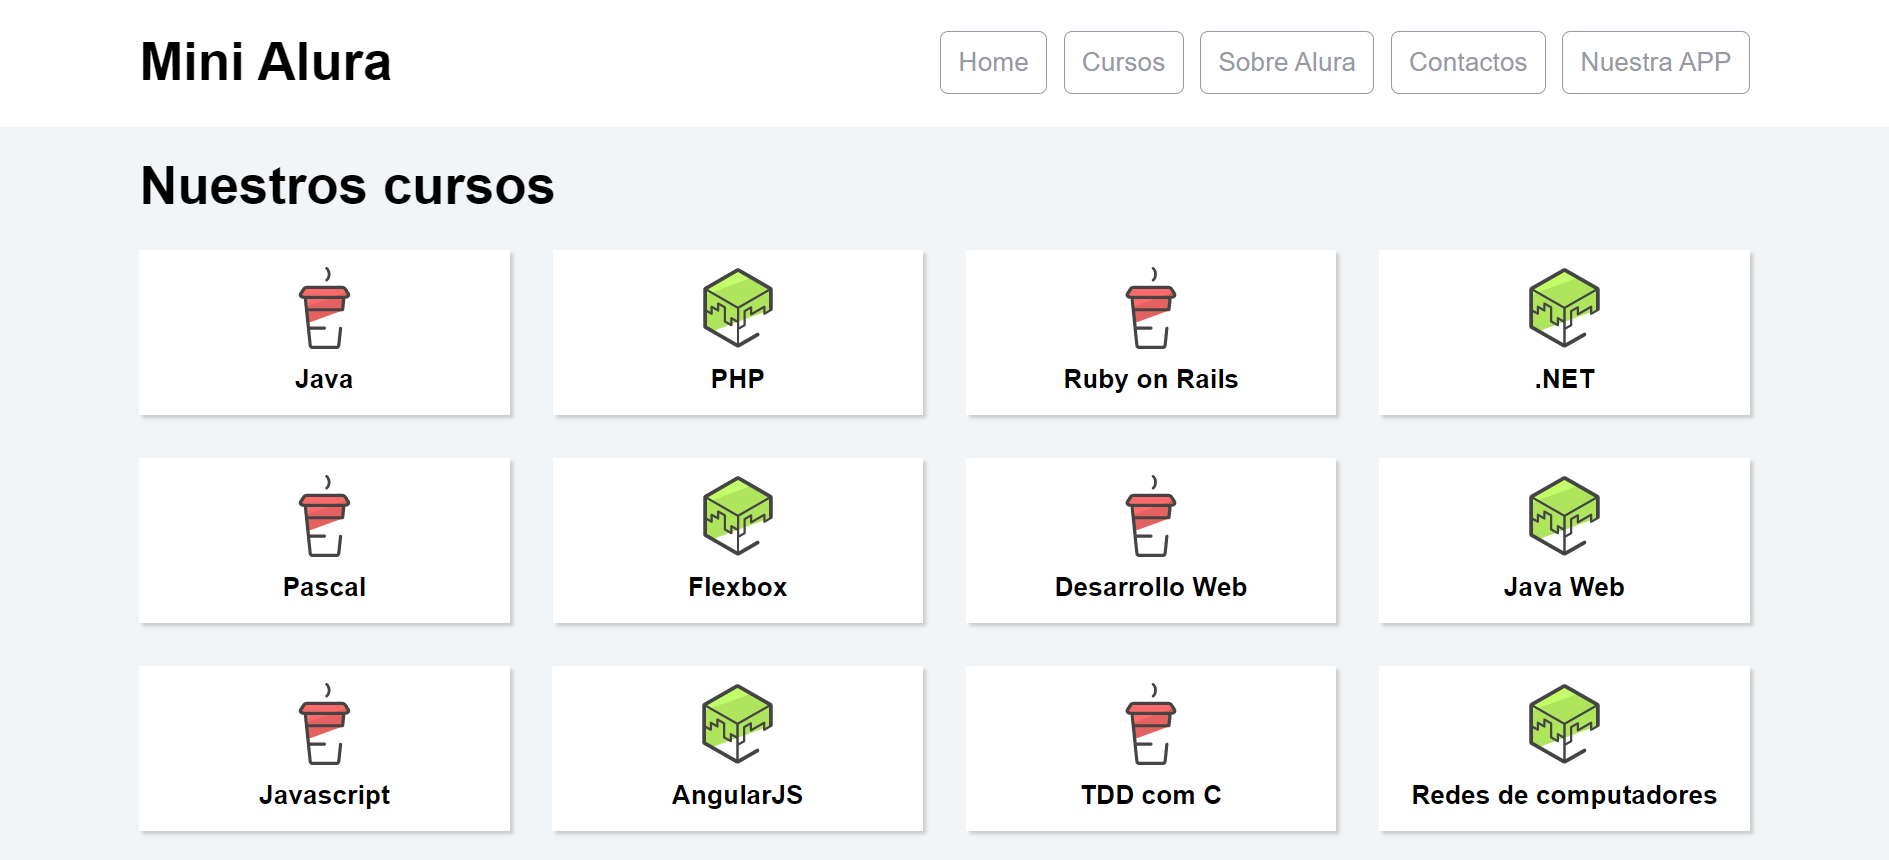 Mini Alura
Home Cursos Sobre Alura Contactos Nuestra APP
Nuestros cursos
Java PHP Ruby on Rails .NET
Pascal Flexbox Desarrollo Web Java Web
Javascript AngularJS TDD com C Redes de computadores